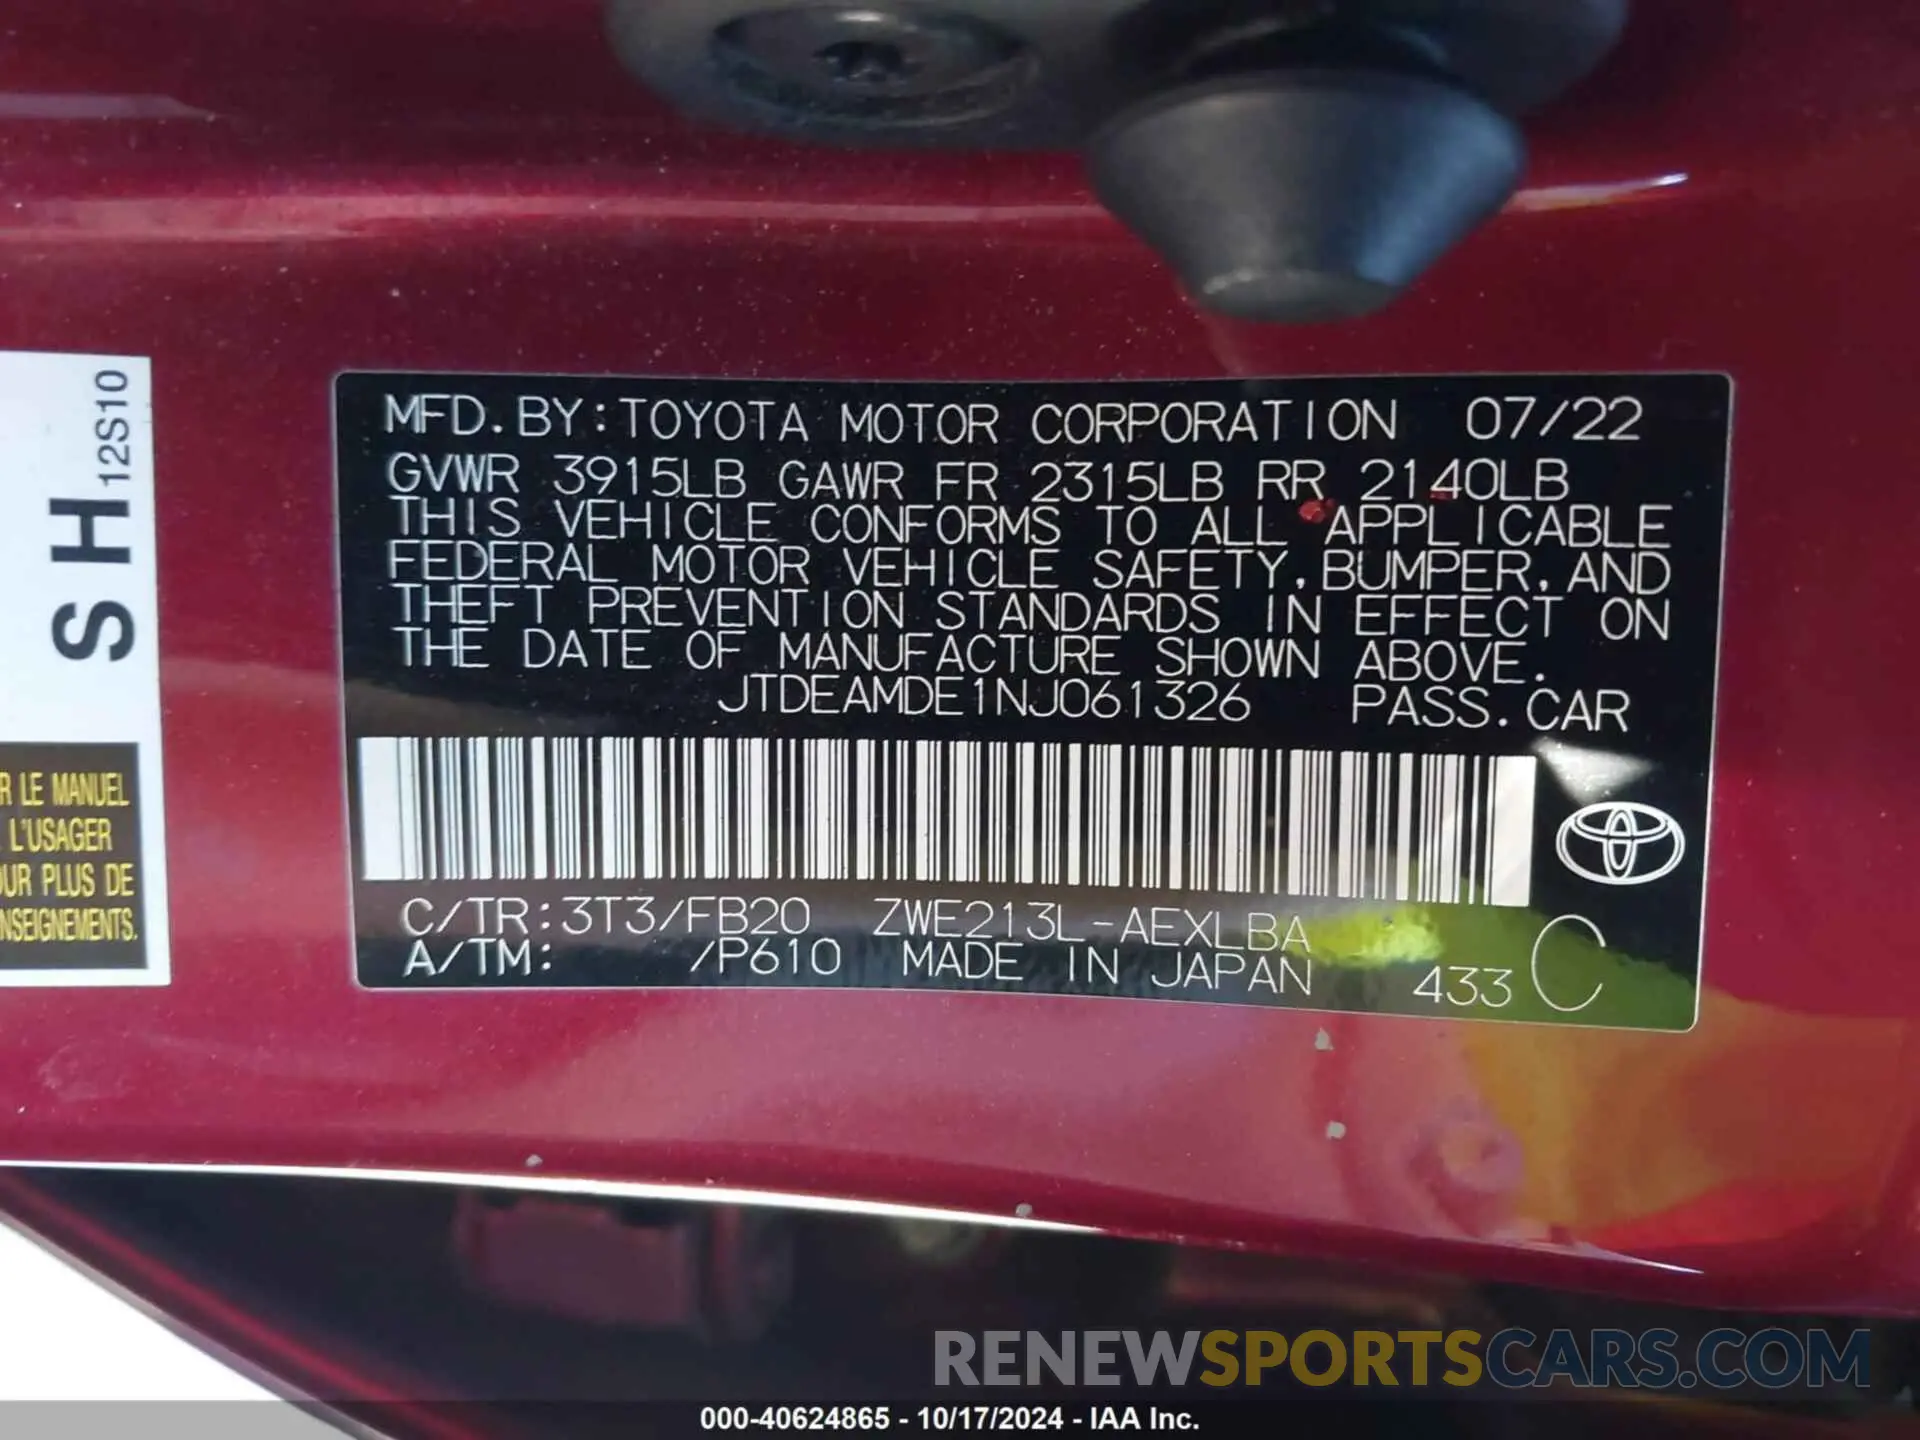 MFD. BY: TOYOTA MOTOR CORPORATION 07/22
GVWR 3915LB GAWR FR 2315LB RR 2140LB
THIS VEHICLE CONFORMS TO ALL APPLICABLE
FEDERAL MOTOR VEHICLE SAFETY, BUMPER, AND
THEFT PREVENTION STANDARDS IN EFFECT ON
THE DATE OF MANUFACTURE SHOWN ABOVE.
JTDEAMDE1NJ061326 PASS. CAR
C/TR: 3T3/FB20 ZWE213L-AEXLBA
A/TM: /P610 MADE IN JAPAN 433 C
S H 12S10
R LE MANUEL
L'USAGER
OUR PLUS DE
NSEIGNEMENTS.
RENEWSPORTSCARS.COM
000-40624865 - 10/17/2024 - IAA Inc.